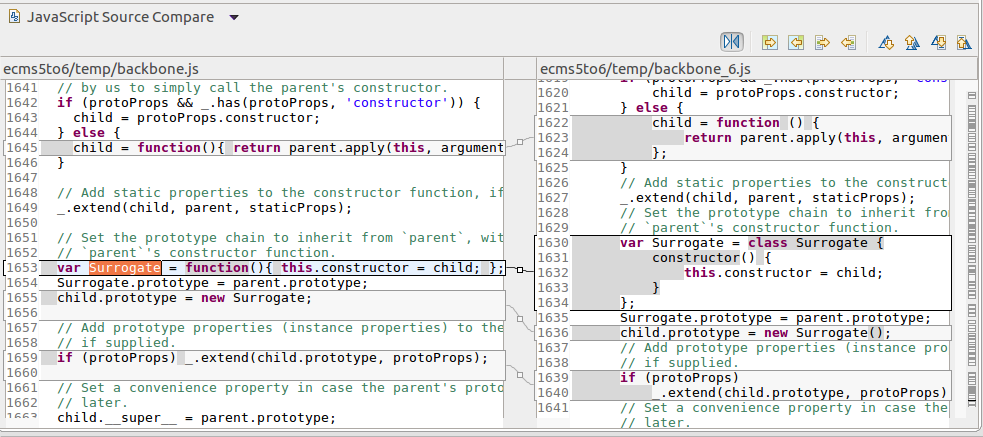 JavaScript Source Compare
ecms5to6/temp/backbone.js
1641 // by us to simply call the parent's constructor.
1642 if (protoProps && _.has(protoProps, 'constructor')) {
1643 child = protoProps.constructor;
1644 } else {
1645 child = function(){ return parent.apply(this, argument
1646 }
1647
1648 // Add static properties to the constructor function, if
1649 _.extend(child, parent, staticProps);
1650
1651 // Set the prototype chain to inherit from `parent`, wit
1652 // `parent`'s constructor function.
1653 var Surrogate = function(){ this.constructor = child; };
1654 Surrogate.prototype = parent.prototype;
1655 child.prototype = new Surrogate;
1656
1657 // Add prototype properties (instance properties) to the
1658 // if supplied.
1659 if (protoProps) _.extend(child.prototype, protoProps);
1660
1661 // Set a convenience property in case the parent's proto
1662 // later.
1663 child.__super__ = parent.prototype;
ecms5to6/temp/backbone_6.js
1620 child = protoProps.constructor;
1621 } else {
1622 child = function () {
1623 return parent.apply(this, argumen
1624 };
1625 }
1626 // Add static properties to the construct
1627 _.extend(child, parent, staticProps);
1628 // Set the prototype chain to inherit fro
1629 // `parent`'s constructor function.
1630 var Surrogate = class Surrogate {
1631 constructor() {
1632 this.constructor = child;
1633 }
1634 };
1635 Surrogate.prototype = parent.prototype;
1636 child.prototype = new Surrogate();
1637 // Add prototype properties (instance pro
1638 // if supplied.
1639 if (protoProps)
1640 _.extend(child.prototype, protoProps)
1641 // Set a convenience property in case the
// later.